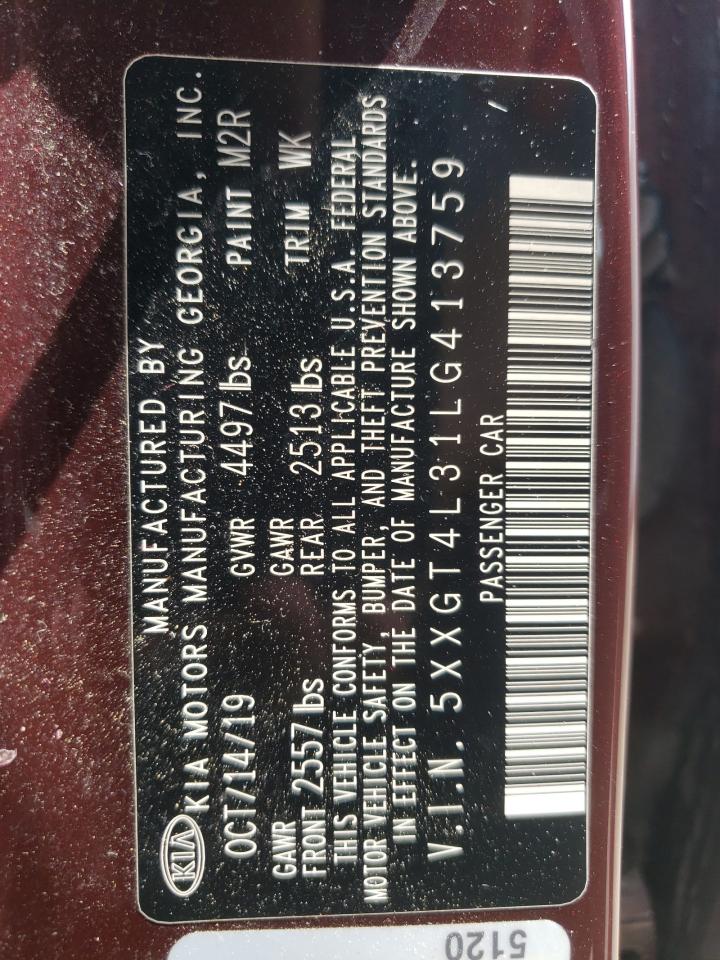 MANUFACTURED BY
KIA KIA MOTORS MANUFACTURING GEORGIA, INC.
OCT/14/19 GVWR 4497 lbs PAINT M2R
GAWR GAWR
FRONT 2557 lbs REAR 2513 lbs TRIM WK
THIS VEHICLE CONFORMS TO ALL APPLICABLE U.S.A. FEDERAL
MOTOR VEHICLE SAFETY, BUMPER, AND THEFT PREVENTION STANDARDS
IN EFFECT ON THE DATE OF MANUFACTURE SHOWN ABOVE.
V.I.N. 5XXGT4L31LG413759
PASSENGER CAR
5120